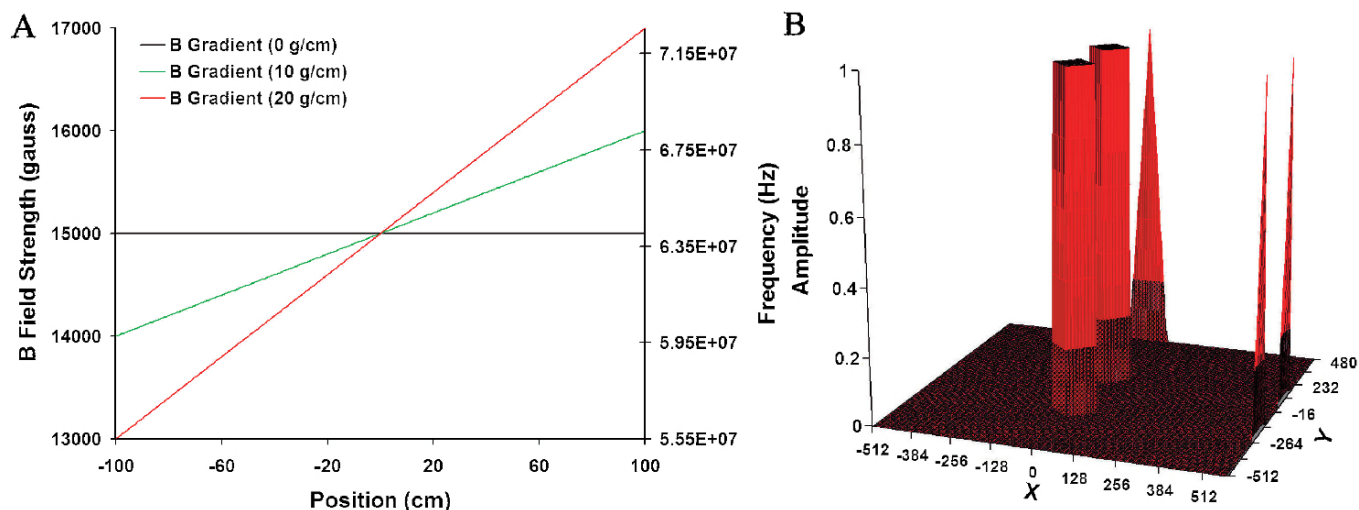 A
B Field Strength (gauss)
17000
16000
15000
14000
13000
B Gradient (0 g/cm)
B Gradient (10 g/cm)
B Gradient (20 g/cm)
7.15E+07
6.75E+07
6.35E+07
5.95E+07
5.55E+07
Frequency (Hz)
-100 -60 -20 20 60 100
Position (cm)
B
Amplitude
1
0.8
0.6
0.4
0.2
0
-512 -384 -256 -128 0 128 256 384 512
X
480
232
-16
-264
-512
Y